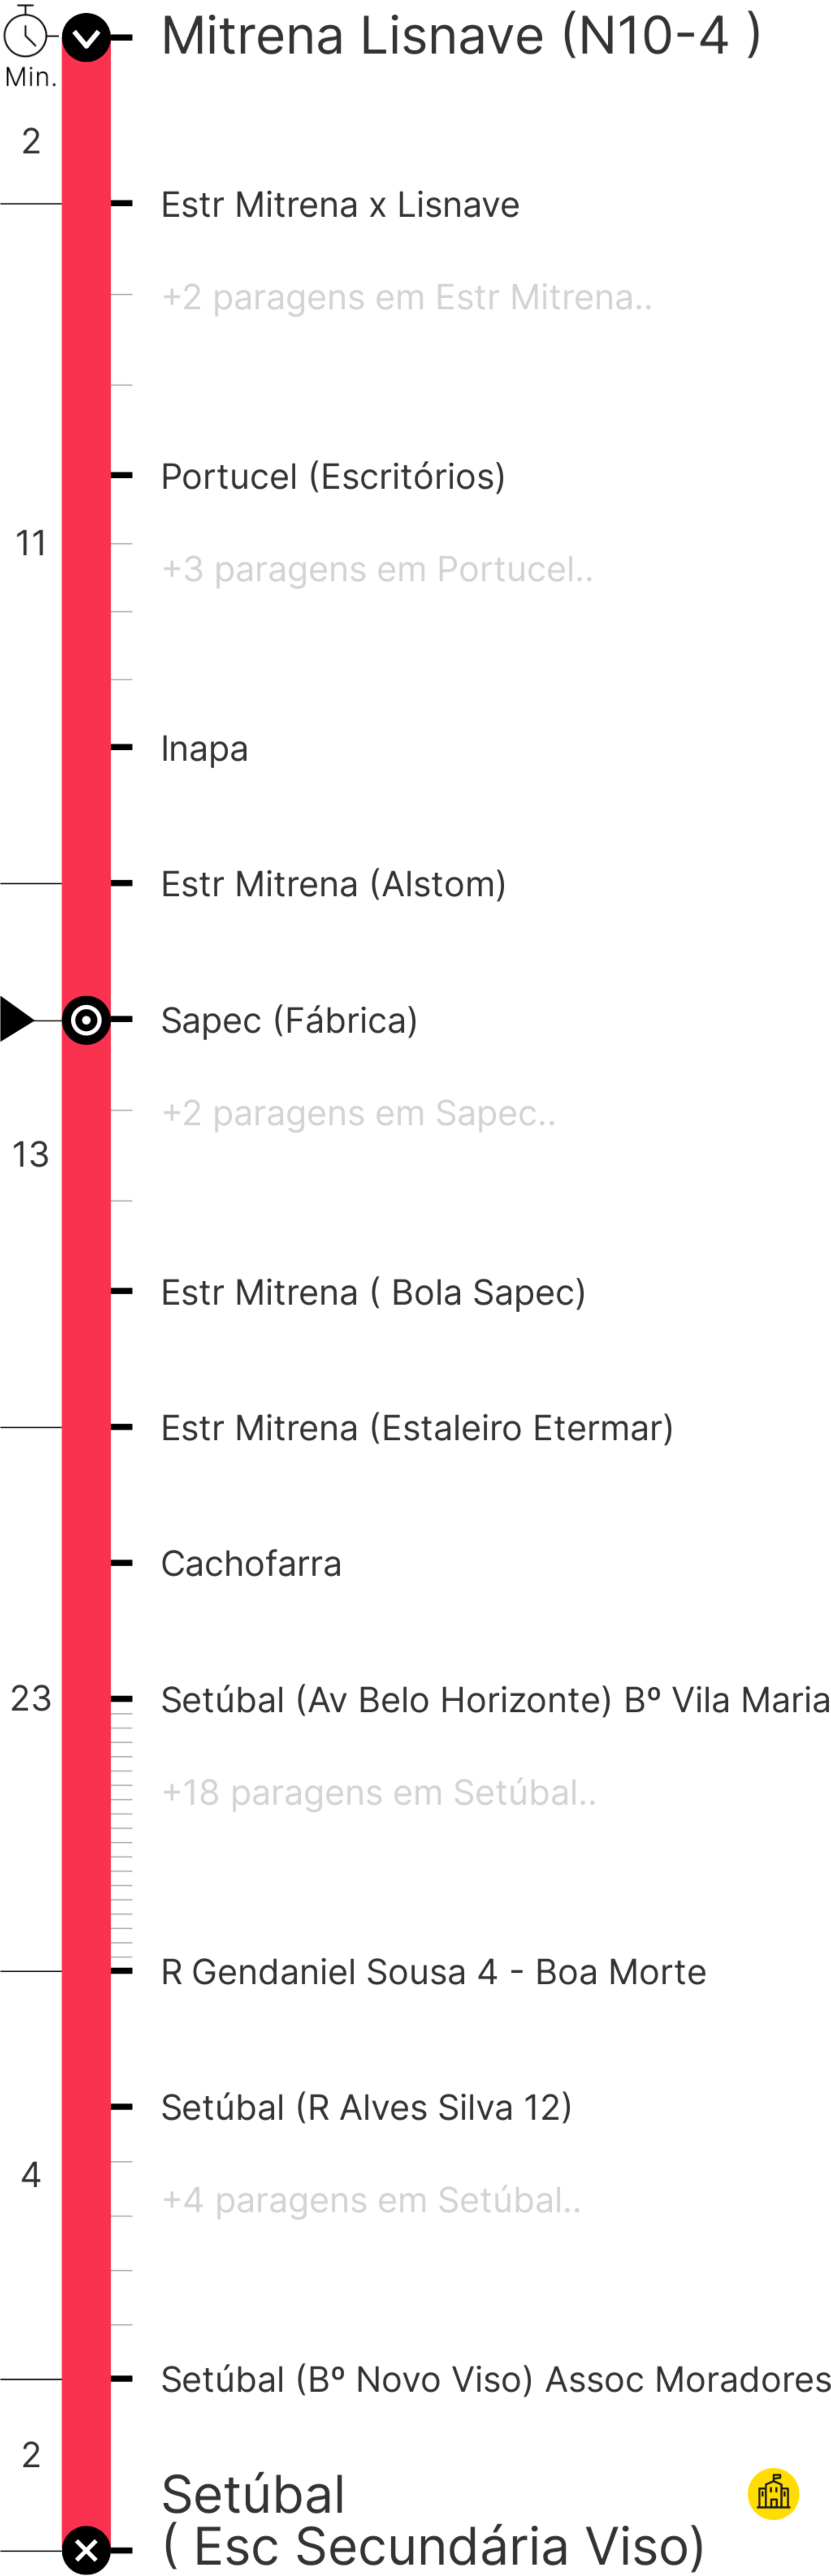 Mitrena Lisnave (N10-4 )
Min.
2
Estr Mitrena x Lisnave
+2 paragens em Estr Mitrena..
Portucel (Escritórios)
11
+3 paragens em Portucel..
Inapa
Estr Mitrena (Alstom)
Sapec (Fábrica)
+2 paragens em Sapec..
13
Estr Mitrena ( Bola Sapec)
Estr Mitrena (Estaleiro Etermar)
Cachofarra
23
Setúbal (Av Belo Horizonte) Bº Vila Maria
+18 paragens em Setúbal..
R Gendaniel Sousa 4 - Boa Morte
Setúbal (R Alves Silva 12)
4
+4 paragens em Setúbal..
Setúbal (Bº Novo Viso) Assoc Moradores
2
Setúbal
( Esc Secundária Viso)